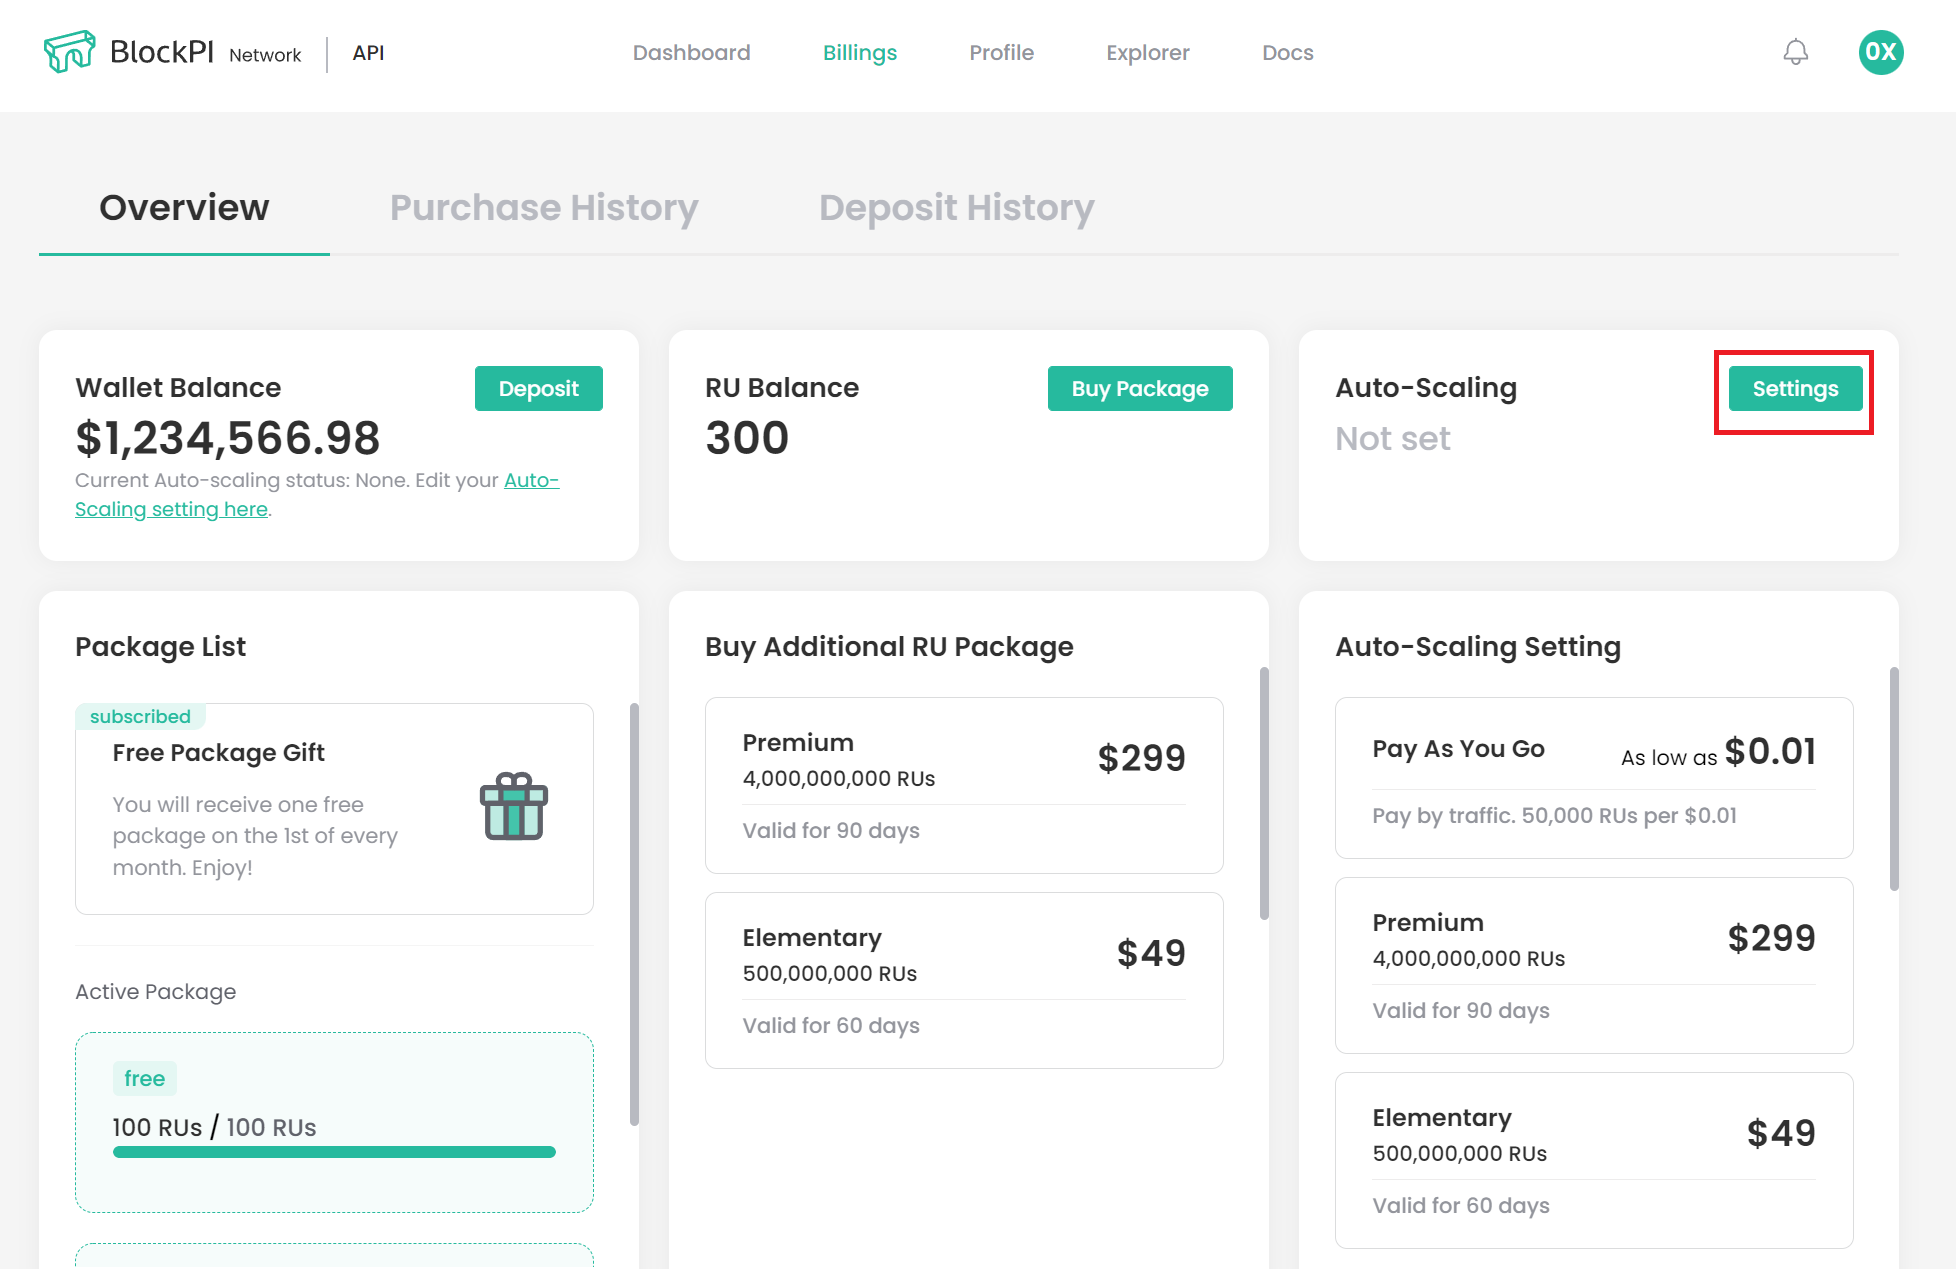 BlockPI Network API
Dashboard Billings Profile Explorer Docs
0X
Overview Purchase History Deposit History
Wallet Balance
Deposit
$1,234,566.98
Current Auto-scaling status: None. Edit your Auto-
Scaling setting here.
RU Balance
Buy Package
300
Auto-Scaling
Settings
Not set
Package List
subscribed
Free Package Gift
You will receive one free
package on the 1st of every
month. Enjoy!
Active Package
free
100 RUs / 100 RUs
Buy Additional RU Package
Premium
$299
4,000,000,000 RUs
Valid for 90 days
Elementary
$49
500,000,000 RUs
Valid for 60 days
Auto-Scaling Setting
Pay As You Go As low as $0.01
Pay by traffic. 50,000 RUs per $0.01
Premium
$299
4,000,000,000 RUs
Valid for 90 days
Elementary
$49
500,000,000 RUs
Valid for 60 days